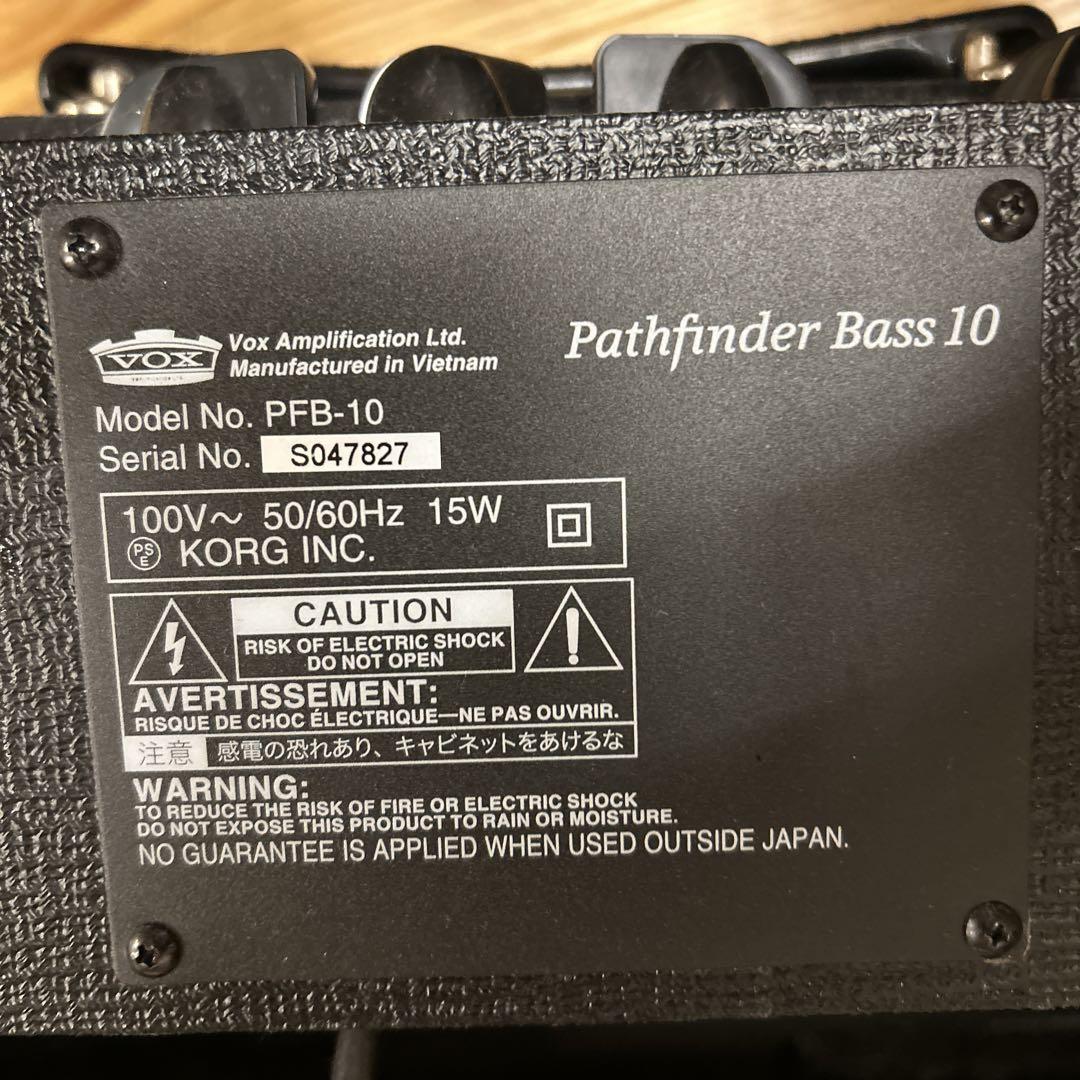 VOX
Vox Amplification Ltd.
Manufactured in Vietnam
Pathfinder Bass 10
Model No. PFB-10
Serial No. S047827
100V～ 50/60Hz 15W
PSE KORG INC.
CAUTION
RISK OF ELECTRIC SHOCK
DO NOT OPEN
AVERTISSEMENT:
RISQUE DE CHOC ÉLECTRIQUE—NE PAS OUVRIR.
注意 感電の恐れあり、キャビネットをあけるな
WARNING:
TO REDUCE THE RISK OF FIRE OR ELECTRIC SHOCK
DO NOT EXPOSE THIS PRODUCT TO RAIN OR MOISTURE.
NO GUARANTEE IS APPLIED WHEN USED OUTSIDE JAPAN.